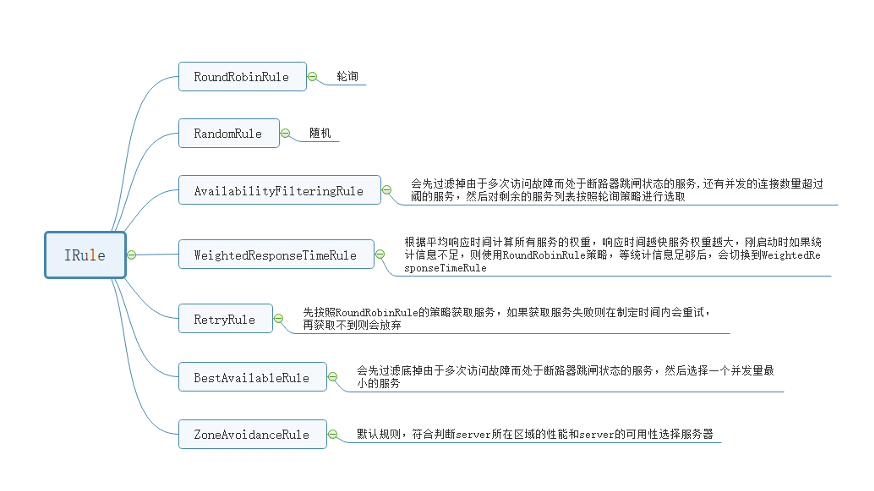 RoundRobinRule
轮询
RandomRule
随机
AvailabilityFilteringRule
会先过滤掉由于多次访问故障而处于断路器跳闸状态的服务,还有并发的连接数量超过
阈的服务，然后对剩余的服务列表按照轮询策略进行选取
IRule
WeightedResponseTimeRule
根据平均响应时间计算所有服务的权重，响应时间越快服务权重越大，刚启动时如果统
计信息不足，则使用RoundRobinRule策略，等统计信息足够后，会切换到WeightedRe
sponseTimeRule
RetryRule
先按照RoundRobinRule的策略获取服务，如果获取服务失败则在制定时间内会重试，
再获取不到则会放弃
BestAvailableRule
会先过滤底掉由于多次访问故障而处于断路器跳闸状态的服务，然后选择一个并发量最
小的服务
ZoneAvoidanceRule
默认规则，符合判断server所在区域的性能和server的可用性选择服务器